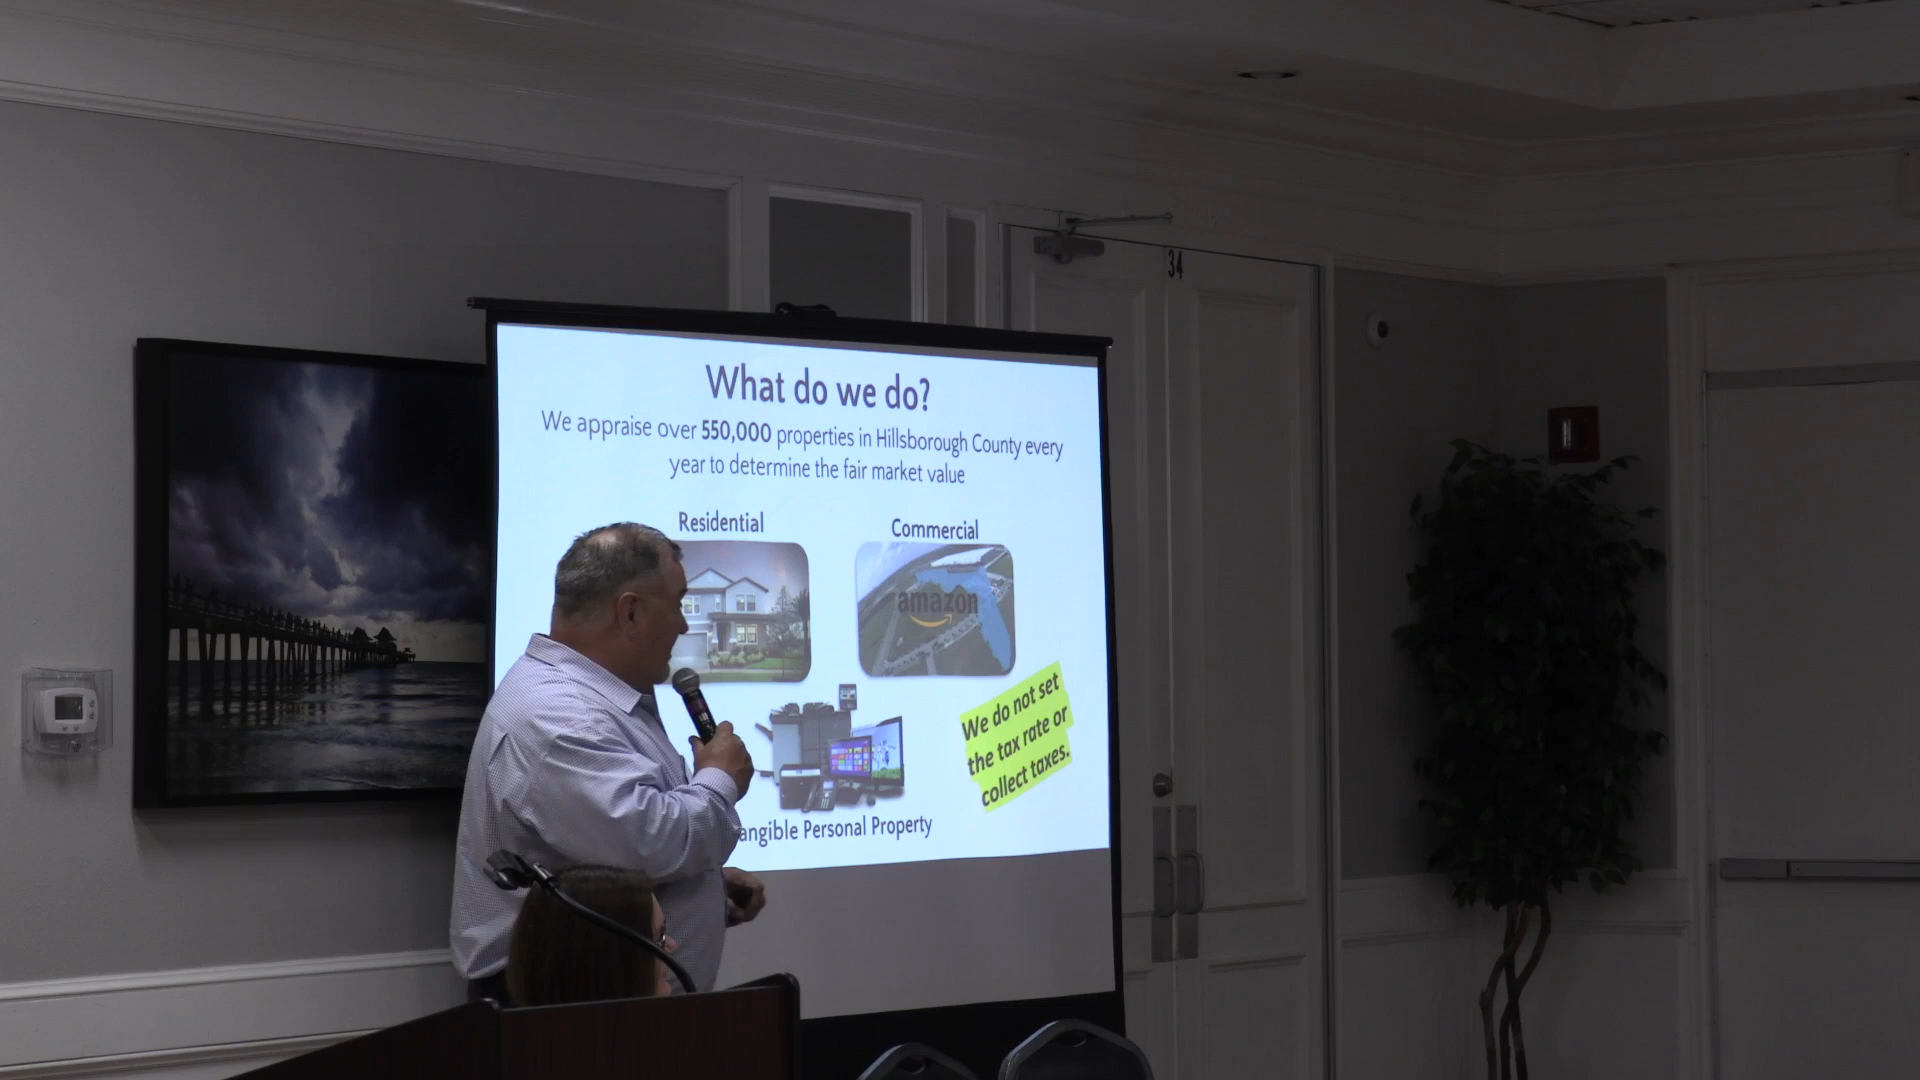 34
What do we do?
We appraise over 550,000 properties in Hillsborough County every
year to determine the fair market value
Residential
Commercial
amazon
We do not set
the tax rate or
collect taxes.
angible Personal Property